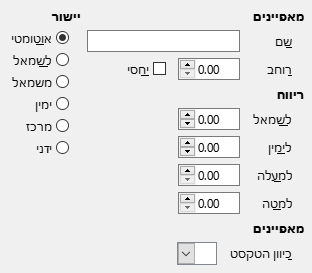 מאפיינים
שם
רוחב 0.00 יחסי
ריווח
לשמאל 0.00
לימין 0.00
למעלה 0.00
למטה 0.00
מאפיינים
כיוון הטקסט
יישור
אוטומטי
לשמאל
משמאל
ימין
מרכז
ידני